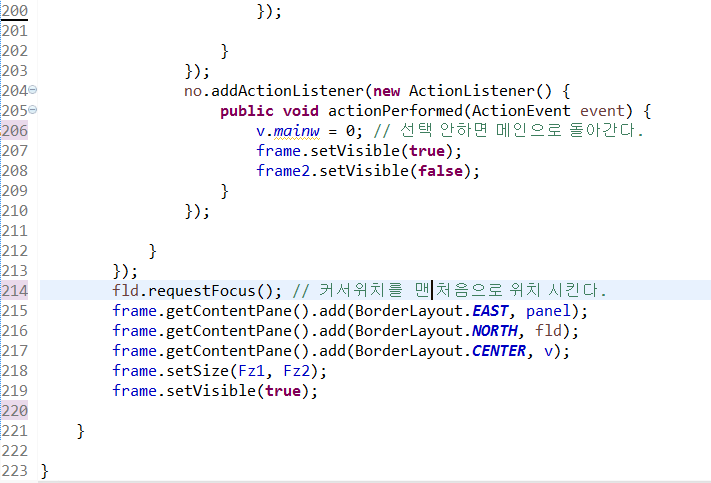 200                         });
201
202                     }
203                 });
204                 no.addActionListener(new ActionListener() {
205                     public void actionPerformed(ActionEvent event) {
206                         v.mainw = 0; // 선택 안하면 메인으로 돌아간다.
207                         frame.setVisible(true);
208                         frame2.setVisible(false);
209                     }
210                 });
211
212             }
213         });
214         fld.requestFocus(); // 커서위치를  맨처음으로 위치 시킨다.
215         frame.getContentPane().add(BorderLayout.EAST, panel);
216         frame.getContentPane().add(BorderLayout.NORTH, fld);
217         frame.getContentPane().add(BorderLayout.CENTER, v);
218         frame.setSize(Fz1, Fz2);
219         frame.setVisible(true);
220
221     }
222
223 }